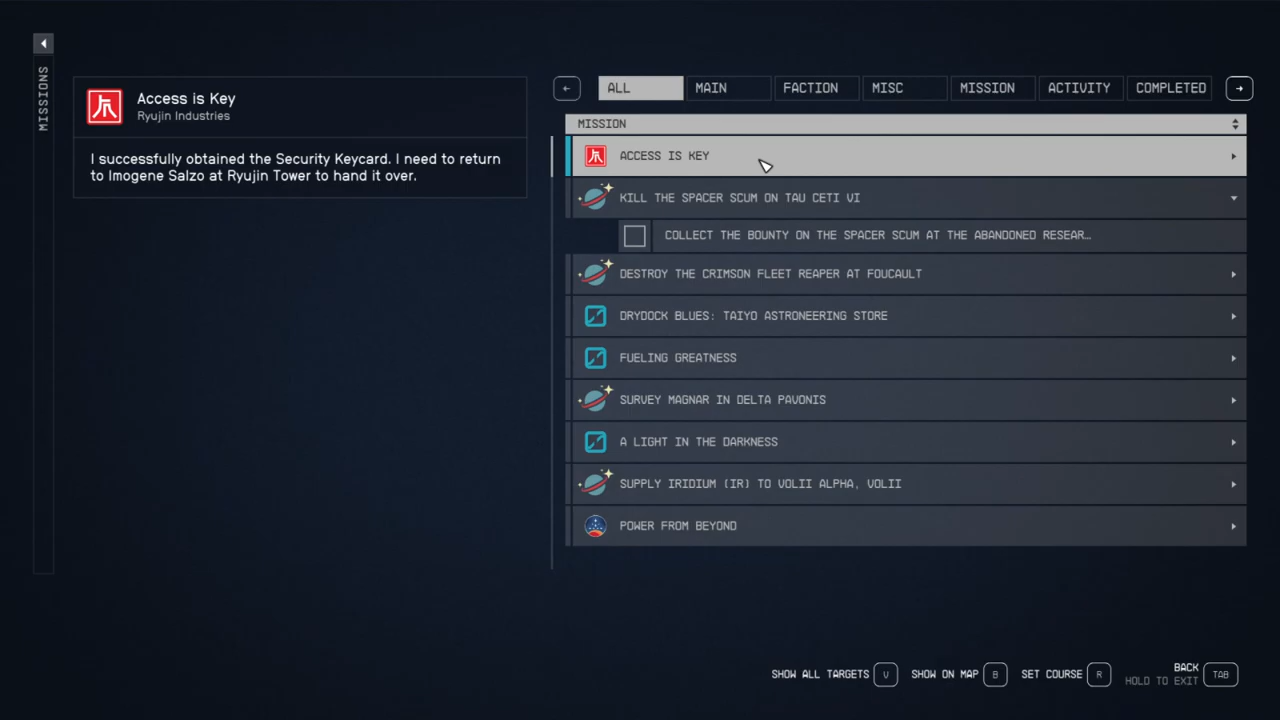 MISSIONS
Access is Key
Ryujin Industries
I successfully obtained the Security Keycard. I need to return
to Imogene Salzo at Ryujin Tower to hand it over.
ALL
MAIN
FACTION
MISC
MISSION
ACTIVITY
COMPLETED
MISSION
ACCESS IS KEY
KILL THE SPACER SCUM ON TAU CETI VI
COLLECT THE BOUNTY ON THE SPACER SCUM AT THE ABANDONED RESEAR...
DESTROY THE CRIMSON FLEET REAPER AT FOUCAULT
DRYDOCK BLUES: TAIYO ASTRONEERING STORE
FUELING GREATNESS
SURVEY MAGNAR IN DELTA PAVONIS
A LIGHT IN THE DARKNESS
SUPPLY IRIDIUM (IR) TO VOLII ALPHA, VOLII
POWER FROM BEYOND
SHOW ALL TARGETS V
SHOW ON MAP B
SET COURSE R
BACK
HOLD TO EXIT TAB